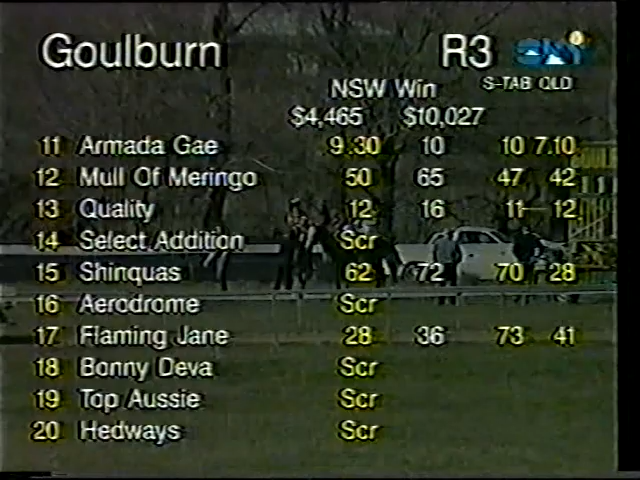 Goulburn R3 SKY
NSW Win S-TAB QLD
$4,465 $10,027
11 Armada Gae 9.30 10 10 7.10
12 Mull Of Meringo 50 65 47 42
13 Quality 12 16 11 12
14 Select Addition Scr
15 Shinquas 62 72 70 28
16 Aerodrome Scr
17 Flaming Jane 28 36 73 41
18 Bonny Deva Scr
19 Top Aussie Scr
20 Hedways Scr